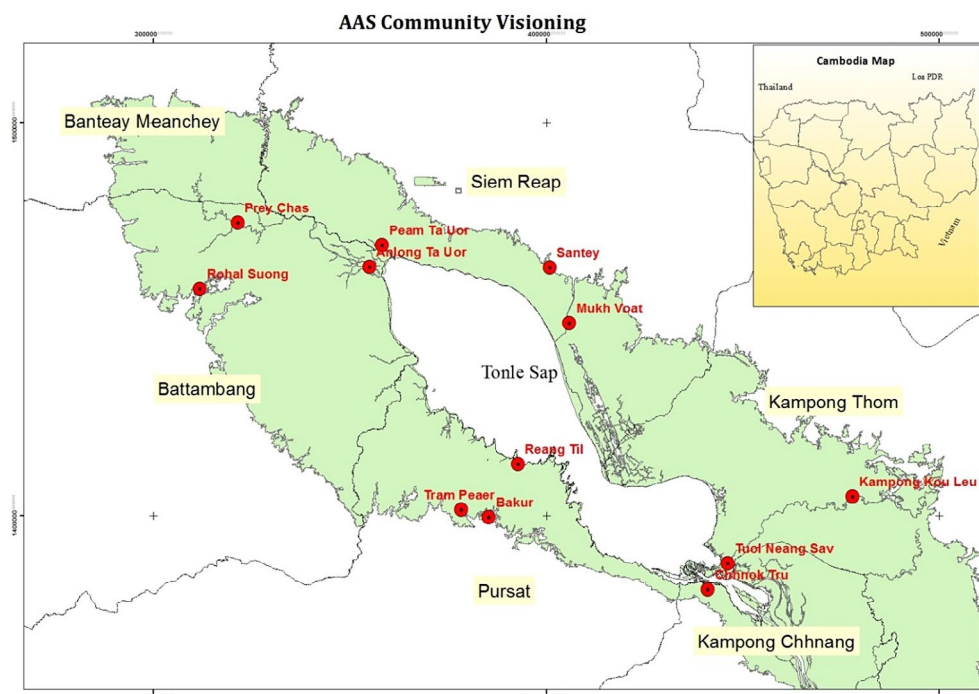 AAS Community Visioning
300000
400000
500000
Cambodia Map
Loa PDR
Thailand
Vietnam
1500000
Banteay Meanchey
Siem Reap
Prey Chas
Peam Ta Uor
Anlong Ta Uor
Santey
Rohal Suong
Mukh Voat
Tonle Sap
Battambang
Kampong Thom
Reang Til
Kampong Kou Leu
Tram Peaer
Bakur
1400000
Tuol Neang Sav
Chhnok Tru
Pursat
Kampong Chhnang